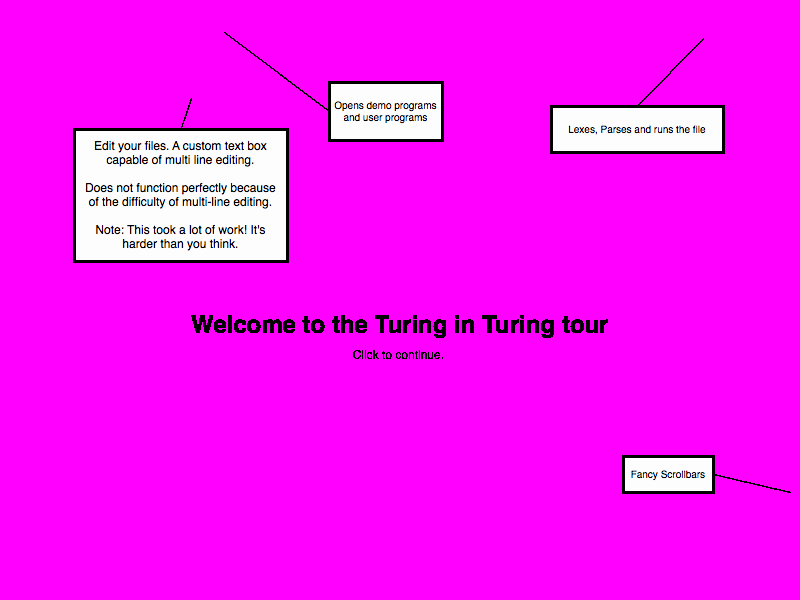 Opens demo programs
and user programs
Lexes, Parses and runs the file
Edit your files. A custom text box
capable of multi line editing.
Does not function perfectly because
of the difficulty of multi-line editing.
Note: This took a lot of work! It's
harder than you think.
Welcome to the Turing in Turing tour
Click to continue.
Fancy Scrollbars